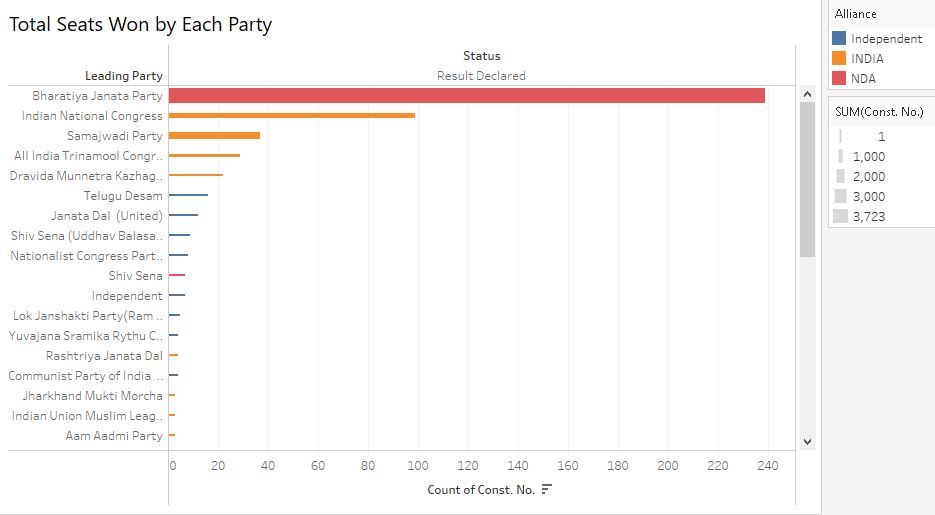 Total Seats Won by Each Party
Status
Leading Party
Result Declared
Bharatiya Janata Party
Indian National Congress
Samajwadi Party
All India Trinamool Congr..
Dravida Munnetra Kazhag..
Telugu Desam
Janata Dal (United)
Shiv Sena (Uddhav Balasa..
Nationalist Congress Part..
Shiv Sena
Independent
Lok Janshakti Party(Ram ..
Yuvajana Sramika Rythu C..
Rashtriya Janata Dal
Communist Party of India ..
Jharkhand Mukti Morcha
Indian Union Muslim Leag..
Aam Aadmi Party
0 20 40 60 80 100 120 140 160 180 200 220 240
Count of Const. No.
Alliance
Independent
INDIA
NDA
SUM(Const. No.)
1
1,000
2,000
3,000
3,723